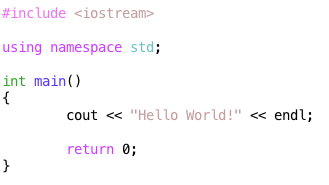 #include <iostream>
using namespace std;
int main()
{
        cout << "Hello World!" << endl;
        return 0;
}